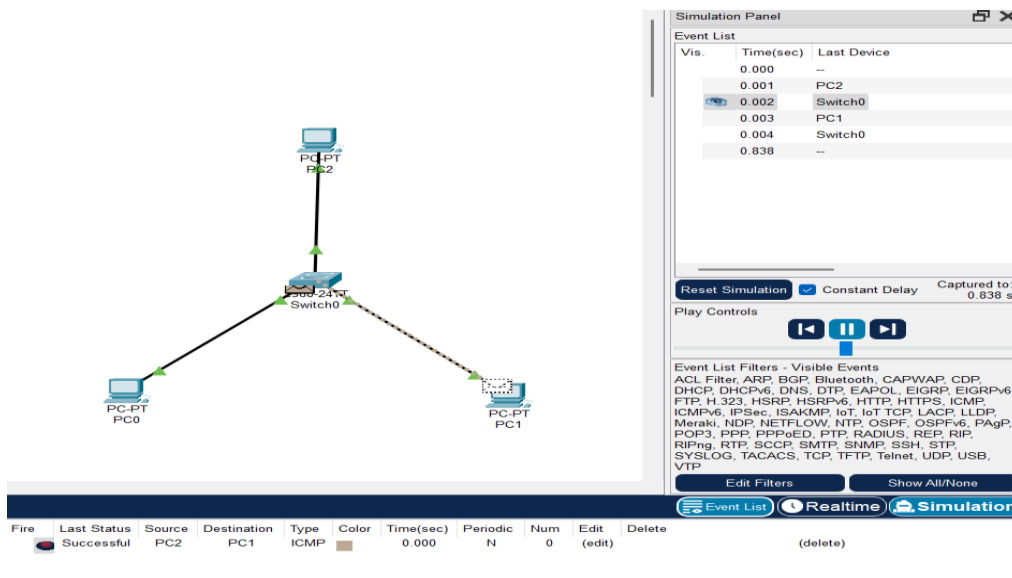 Simulation Panel
Event List
Vis. Time(sec) Last Device
0.000 --
0.001 PC2
0.002 Switch0
0.003 PC1
0.004 Switch0
0.838 --
Reset Simulation Constant Delay Captured to:
0.838 s
Play Controls
Event List Filters - Visible Events
ACL Filter, ARP, BGP, Bluetooth, CAPWAP, CDP,
DHCP, DHCPv6, DNS, DTP, EAPOL, EIGRP, EIGRPv6
FTP, H.323, HSRP, HSRPv6, HTTP, HTTPS, ICMP,
ICMPv6, IPSec, ISAKMP, IoT, IoT TCP, LACP, LLDP,
Meraki, NDP, NETFLOW, NTP, OSPF, OSPFv6, PAgP,
POP3, PPP, PPPoED, PTP, RADIUS, REP, RIP,
RIPng, RTP, SCCP, SMTP, SNMP, SSH, STP,
SYSLOG, TACACS, TCP, TFTP, Telnet, UDP, USB,
VTP
Edit Filters Show All/None
Event List Realtime Simulation
PC-PT
PC2
Switch0
PC-PT
PC0
PC-PT
PC1
Fire Last Status Source Destination Type Color Time(sec) Periodic Num Edit Delete
Successful PC2 PC1 ICMP 0.000 N 0 (edit) (delete)